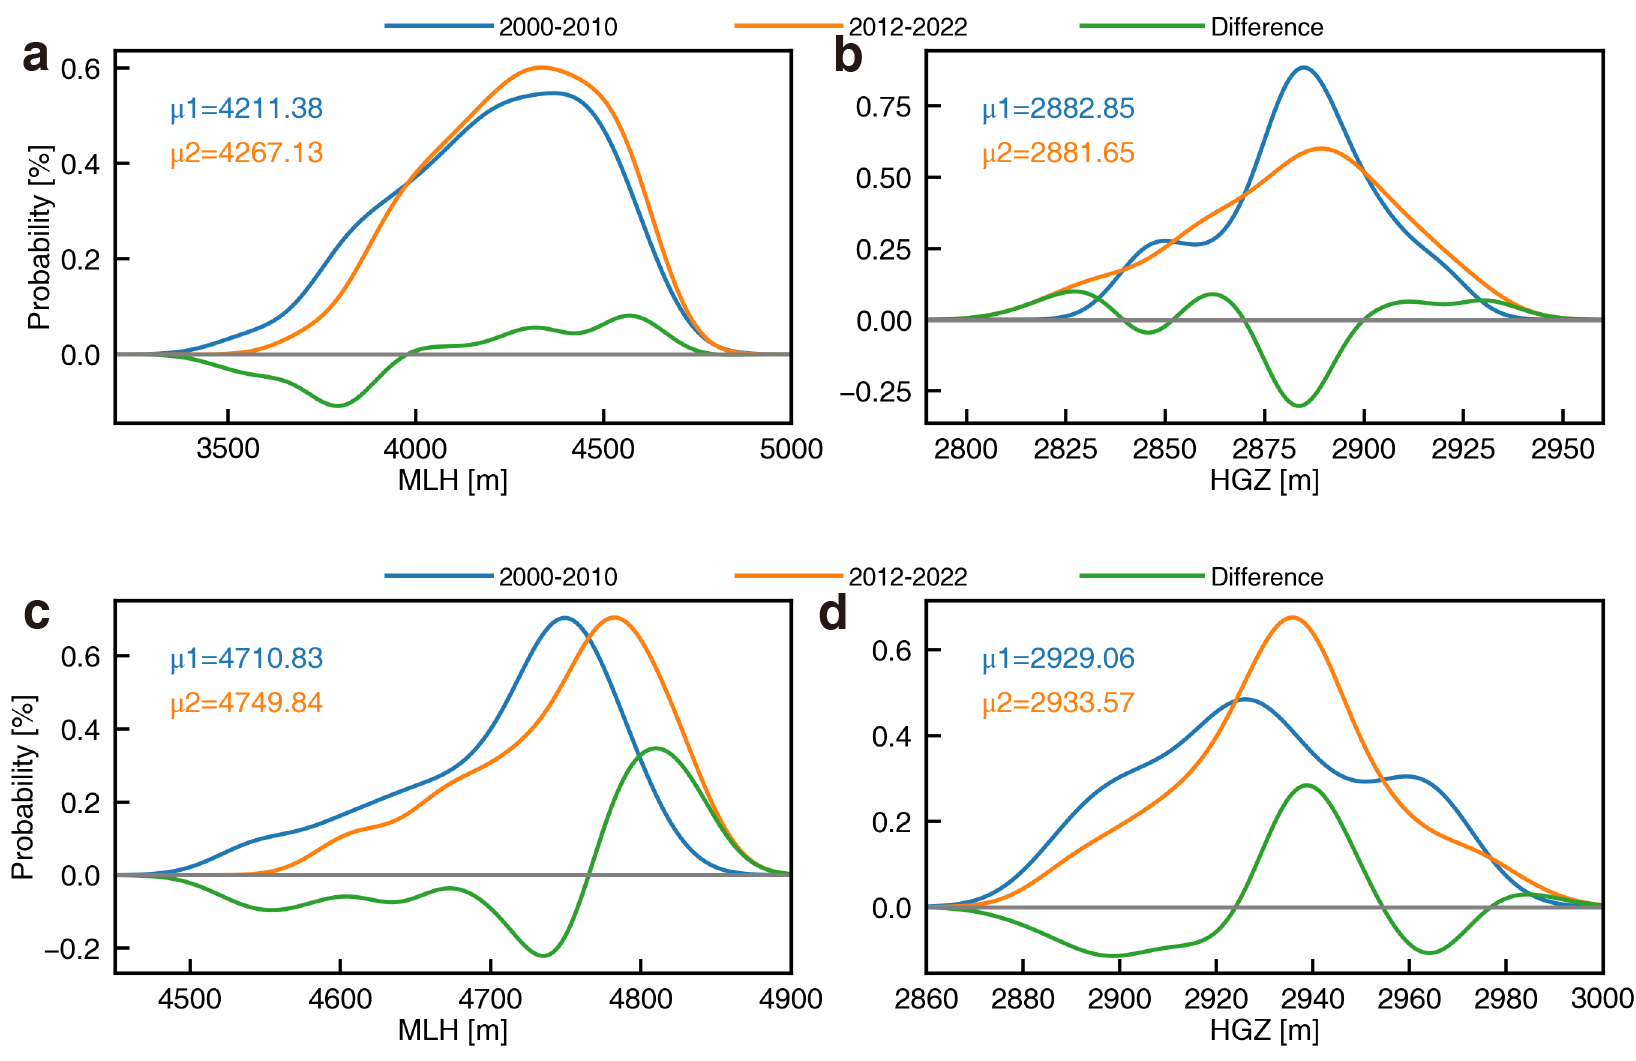 2000-2010 2012-2022 Difference
a
0.6
0.4
0.2
0.0
Probability [%]
μ1=4211.38
μ2=4267.13
3500 4000 4500 5000
MLH [m]
b
0.75
0.50
0.25
0.00
−0.25
μ1=2882.85
μ2=2881.65
2800 2825 2850 2875 2900 2925 2950
HGZ [m]
2000-2010 2012-2022 Difference
c
0.6
0.4
0.2
0.0
−0.2
Probability [%]
μ1=4710.83
μ2=4749.84
4500 4600 4700 4800 4900
MLH [m]
d
0.6
0.4
0.2
0.0
μ1=2929.06
μ2=2933.57
2860 2880 2900 2920 2940 2960 2980 3000
HGZ [m]